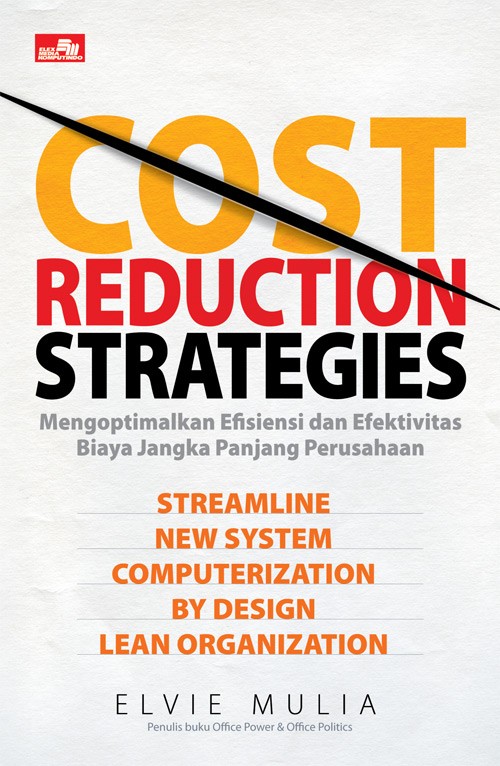 ELEX
MEDIA
KOMPUTINDO
COST
REDUCTION
STRATEGIES
Mengoptimalkan Efisiensi dan Efektivitas
Biaya Jangka Panjang Perusahaan
STREAMLINE
NEW SYSTEM
COMPUTERIZATION
BY DESIGN
LEAN ORGANIZATION
ELVIE MULIA
Penulis buku Office Power & Office Politics